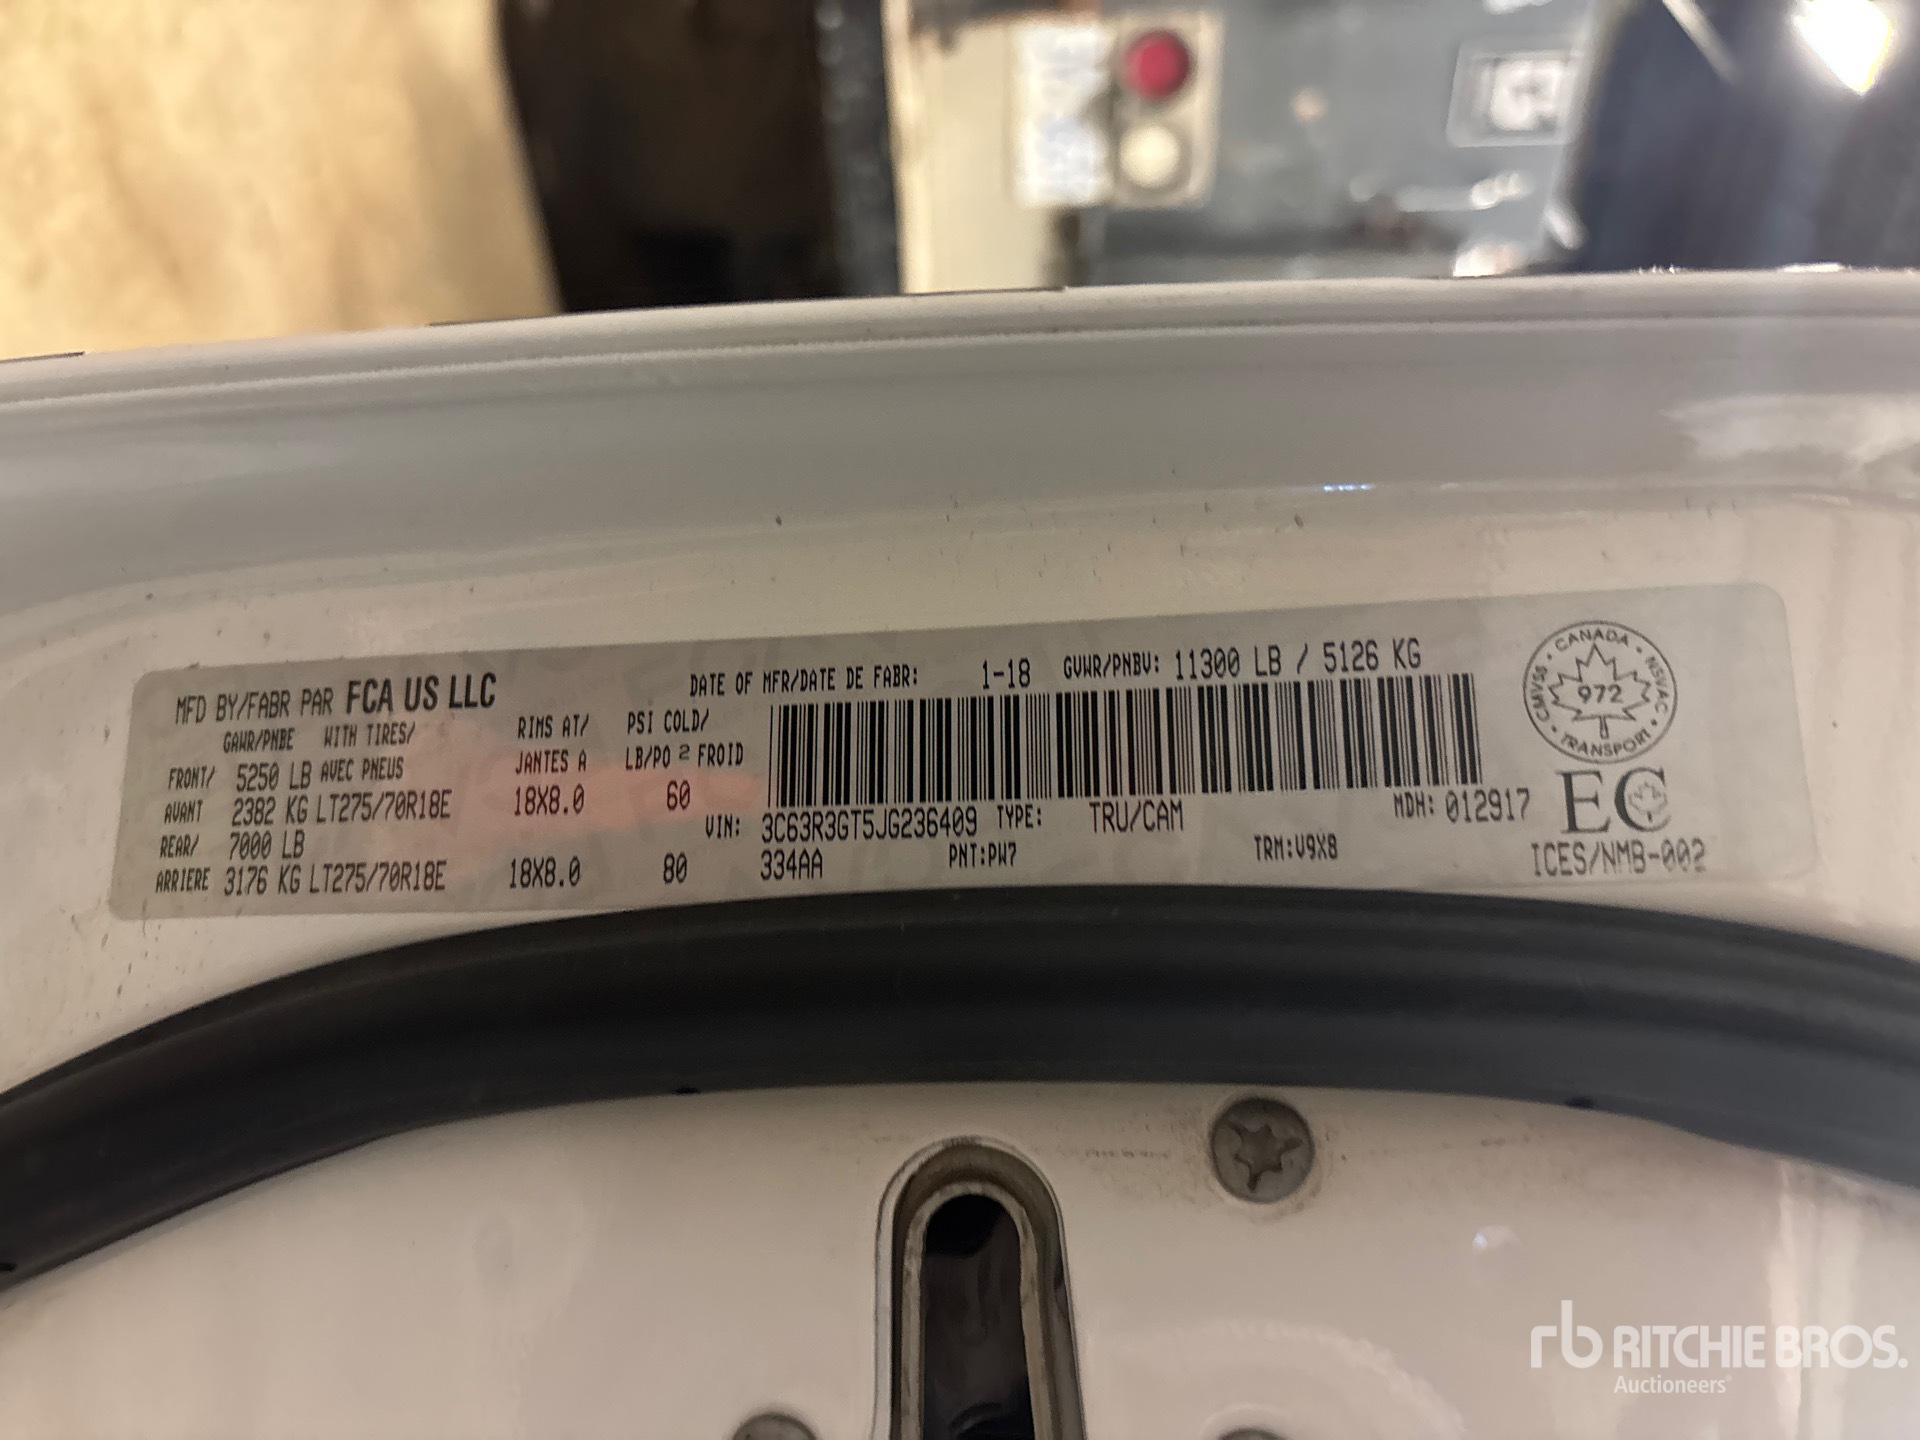 MFD BY/FABR PAR FCA US LLC DATE OF MFR/DATE DE FABR: 1-18 GVWR/PNBV: 11300 LB / 5126 KG
GAWR/PNBE WITH TIRES/ RIMS AT/ PSI COLD/
FRONT/ 5250 LB AVEC PNEUS JANTES A LB/PO 2 FROID
AVANT 2382 KG LT275/70R18E 18X8.0 60
REAR/ 7000 LB
ARRIERE 3176 KG LT275/70R18E 18X8.0 80
VIN: 3C63R3GT5JG236409 TYPE: TRU/CAM MDH: 012917
334AA PNT:PW7 TRM:V9X8
CANADA
CMVSS · NSVAC
972
TRANSPORT
EC
ICES/NMB-002
rb RITCHIE BROS.
Auctioneers